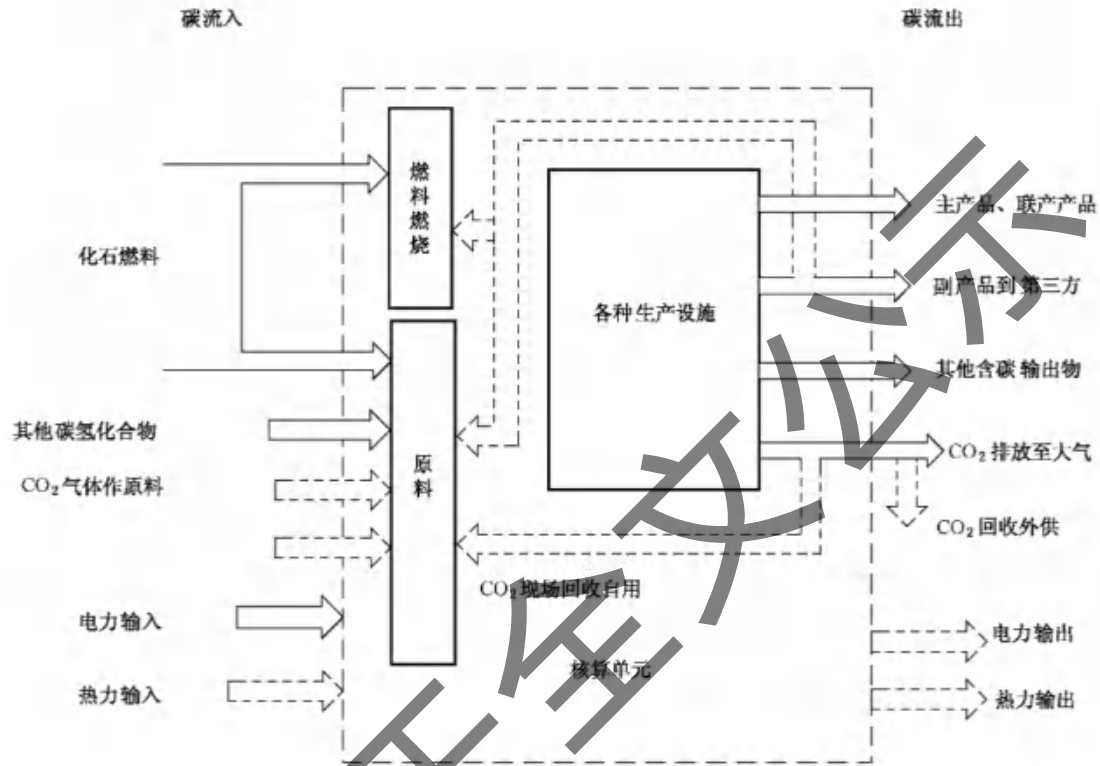 碳流入
碳流出
燃料燃烧
主产品、联产产品
化石燃料
副产品到第三方
各种生产设施
其他含碳输出物
其他碳氢化合物
原料
CO₂排放至大气
CO₂气体作原料
CO₂回收外供
CO₂现场回收自用
电力输入
电力输出
核算单元
热力输入
热力输出
全文公示